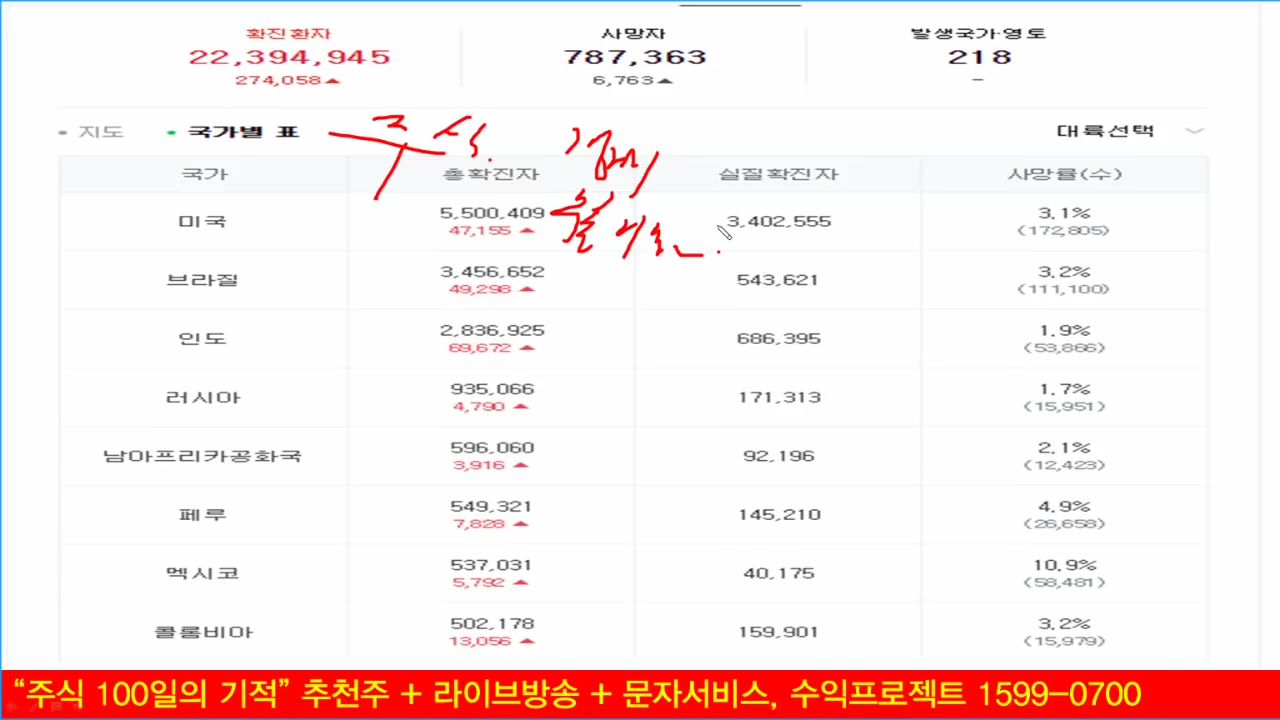 확진환자 사망자 발생국가·영토
22,394,945 787,363 218
274,058▲ 6,763▲ –
• 지도 • 국가별 표 주식 대륙선택
국가 총확진자 실질확진자 사망률(수)
미국 5,500,409 3,402,555 3.1%
47,155 ▲ (172,805)
브라질 3,456,652 543,621 3.2%
49,298 ▲ (111,100)
인도 2,836,925 686,395 1.9%
69,672 ▲ (53,866)
러시아 935,066 171,313 1.7%
4,790 ▲ (15,951)
남아프리카공화국 596,060 92,196 2.1%
3,916 ▲ (12,423)
페루 549,321 145,210 4.9%
7,828 ▲ (26,658)
멕시코 537,031 40,175 10.9%
5,792 ▲ (58,481)
콜롬비아 502,178 159,901 3.2%
13,056 ▲ (15,979)
“주식 100일의 기적” 추천주 + 라이브방송 + 문자서비스, 수익프로젝트 1599-0700